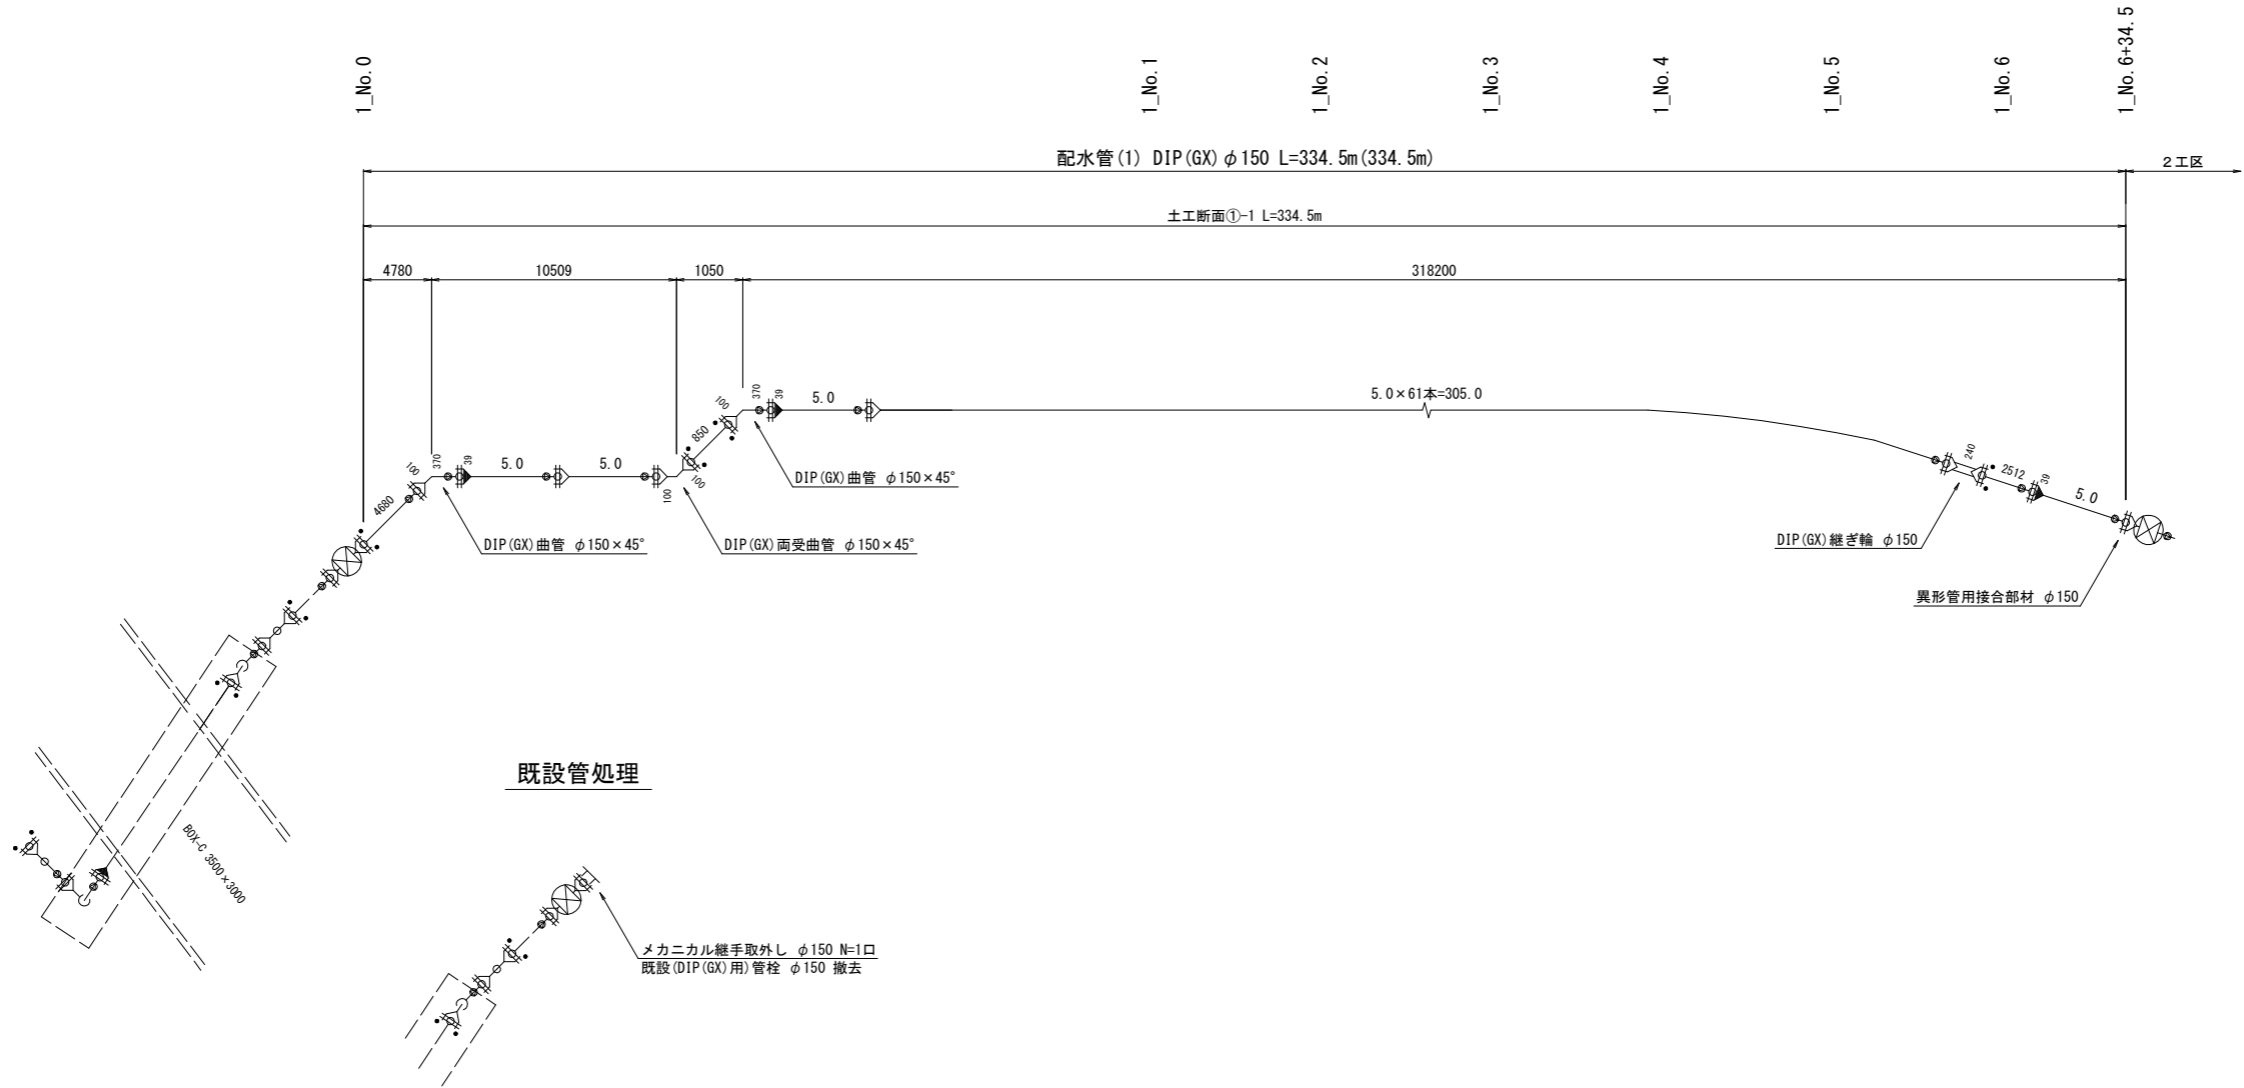 1_No.0
1_No.1
1_No.2
1_No.3
1_No.4
1_No.5
1_No.6
1_No.6+34.5
配水管(1) DIP(GX)φ150 L=334.5m(334.5m)
2工区
土工断面①-1 L=334.5m
4780
10509
1050
318200
100
370
39
5.0
5.0×61本=305.0
850
DIP(GX)曲管 φ150×45°
100
370
39
5.0
5.0
100
100
4680
DIP(GX)曲管 φ150×45°
DIP(GX)両受曲管 φ150×45°
240
2512
39
5.0
DIP(GX)継ぎ輪 φ150
異形管用接合部材 φ150
BOX-C 3500×3000
既設管処理
メカニカル継手取外し φ150 N=1口
既設(DIP(GX)用)管栓 φ150 撤去